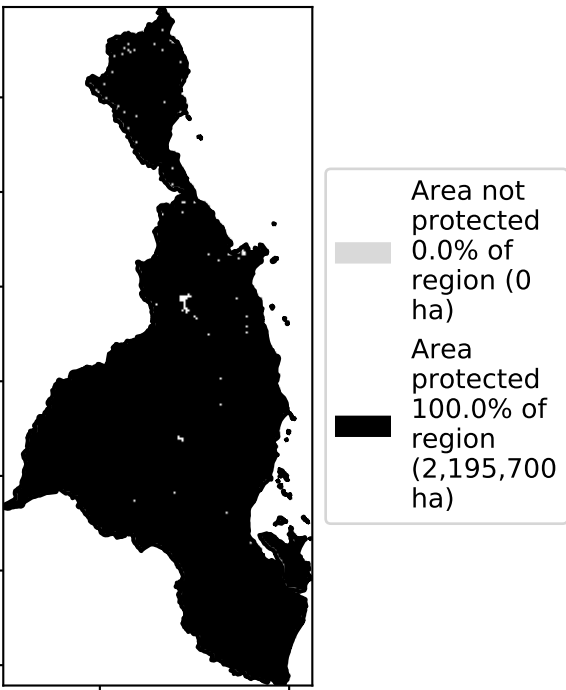 Area not
protected
0.0% of
region (0
ha)
Area
protected
100.0% of
region
(2,195,700
ha)